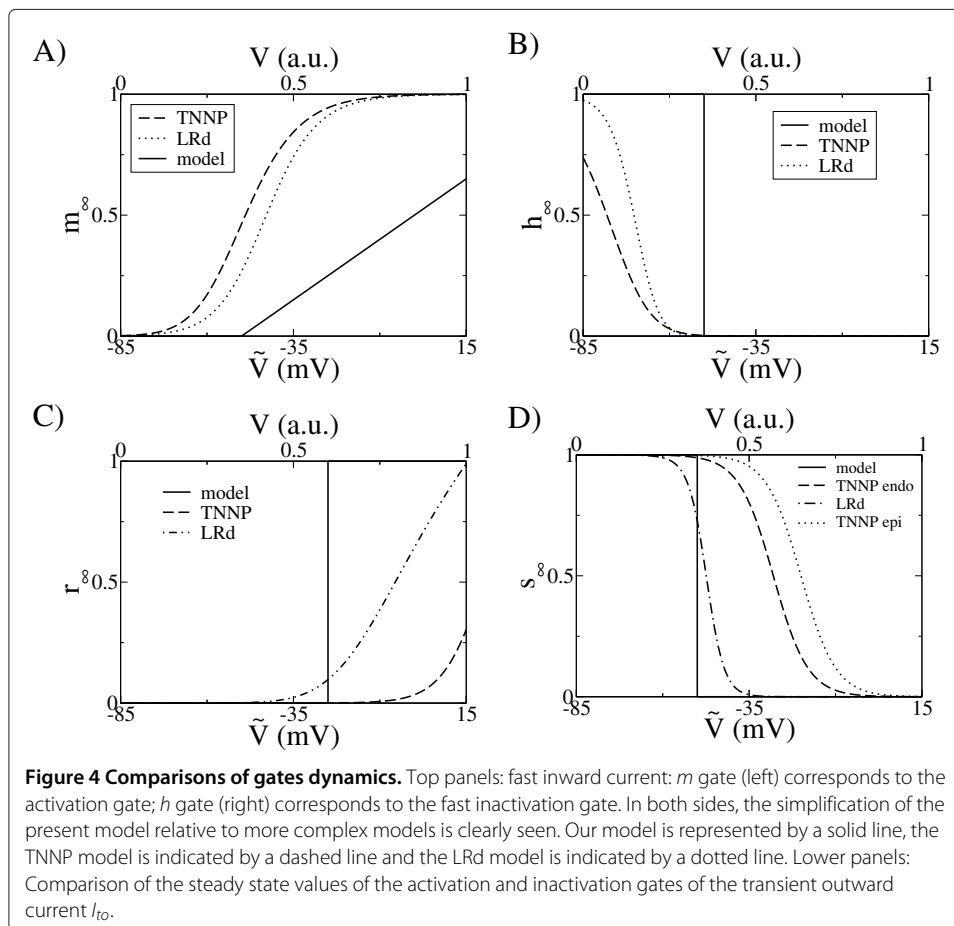 A)
V (a.u.)
0 0.5 1
TNNP
LRd
model
1
0.5
0
m∞
-85 -35 15
Ṽ (mV)
B)
V (a.u.)
0 0.5 1
model
TNNP
LRd
1
0.5
0
h∞
-85 -35 15
Ṽ (mV)
C)
V (a.u.)
0 0.5 1
model
TNNP
LRd
1
0.5
0
r∞
-85 -35 15
Ṽ (mV)
D)
V (a.u.)
0 0.5 1
model
TNNP endo
LRd
TNNP epi
1
0.5
0
s∞
-85 -35 15
Ṽ (mV)
Figure 4 Comparisons of gates dynamics. Top panels: fast inward current: m gate (left) corresponds to the
activation gate; h gate (right) corresponds to the fast inactivation gate. In both sides, the simplification of the
present model relative to more complex models is clearly seen. Our model is represented by a solid line, the
TNNP model is indicated by a dashed line and the LRd model is indicated by a dotted line. Lower panels:
Comparison of the steady state values of the activation and inactivation gates of the transient outward
current Ito.